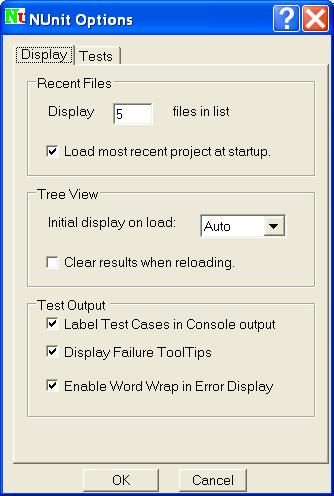 NUnit Options
Display Tests
Recent Files
Display 5 files in list
Load most recent project at startup.
Tree View
Initial display on load: Auto
Clear results when reloading.
Test Output
Label Test Cases in Console output
Display Failure ToolTips
Enable Word Wrap in Error Display
OK Cancel